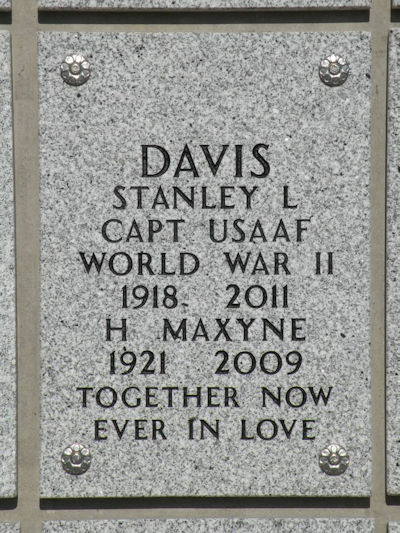 DAVIS
STANLEY L
CAPT USAAF
WORLD WAR II
1918 2011
H MAXYNE
1921 2009
TOGETHER NOW
EVER IN LOVE